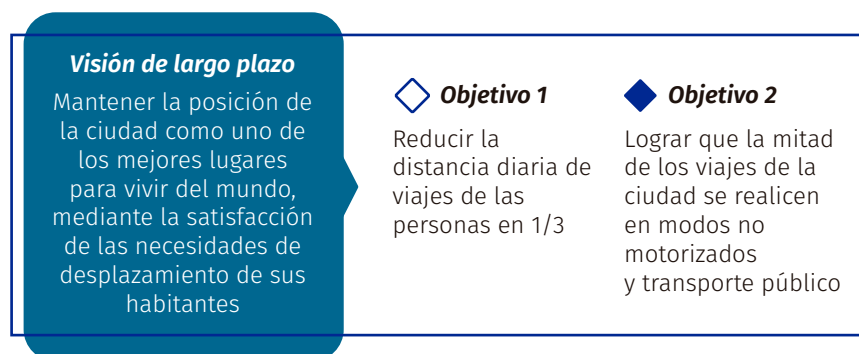 Visión de largo plazo
Mantener la posición de
la ciudad como uno de
los mejores lugares
para vivir del mundo,
mediante la satisfacción
de las necesidades de
desplazamiento de sus
habitantes
Objetivo 1
Reducir la
distancia diaria de
viajes de las
personas en 1/3
Objetivo 2
Lograr que la mitad
de los viajes de la
ciudad se realicen
en modos no
motorizados
y transporte público